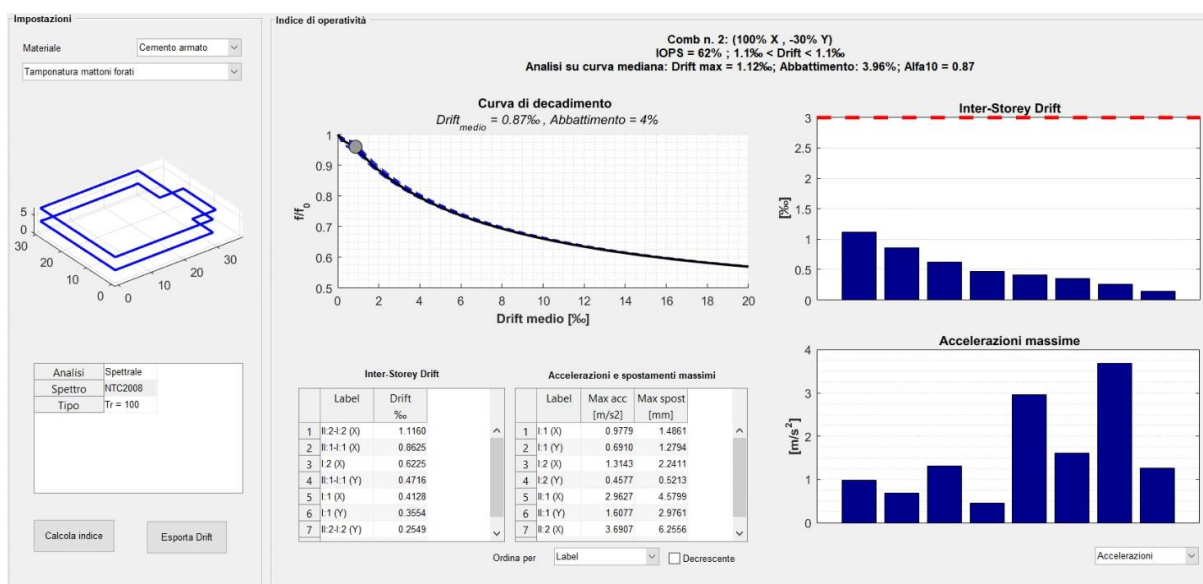 Impostazioni
Materiale
Cemento armato
Tamponatura mattoni forati
5
0
30
20
10
0
0
10
20
30
Analisi Spettrale
Spettro NTC2008
Tipo Tr = 100
Calcola indice
Esporta Drift
Indice di operatività
Comb n. 2: (100% X , -30% Y)
IOPS = 62% ; 1.1‰ < Drift < 1.1‰
Analisi su curva mediana: Drift max = 1.12‰; Abbattimento: 3.96%; Alfa10 = 0.87
Curva di decadimento
Drift medio = 0.87‰ , Abbattimento = 4%
1
0.9
0.8
0.7
0.6
0.5
f/f0
0 2 4 6 8 10 12 14 16 18 20
Drift medio [‰]
Inter-Storey Drift
3
2.5
2
1.5
1
0.5
0
[‰]
Inter-Storey Drift
Label Drift
‰
1 II:2-I:2 (X) 1.1160
2 II:1-I:1 (X) 0.8625
3 I:2 (X) 0.6225
4 II:1-I:1 (Y) 0.4716
5 I:1 (X) 0.4128
6 I:1 (Y) 0.3554
7 II:2-I:2 (Y) 0.2549
Accelerazioni e spostamenti massimi
Label Max acc Max spost
[m/s2] [mm]
1 I:1 (X) 0.9779 1.4861
2 I:1 (Y) 0.6910 1.2794
3 I:2 (X) 1.3143 2.2411
4 I:2 (Y) 0.4577 0.5213
5 II:1 (X) 2.9627 4.5799
6 II:1 (Y) 1.6077 2.9761
7 II:2 (X) 3.6907 6.2556
Ordina per
Label
Decrescente
Accelerazioni massime
4
3
2
1
0
[m/s²]
Accelerazioni